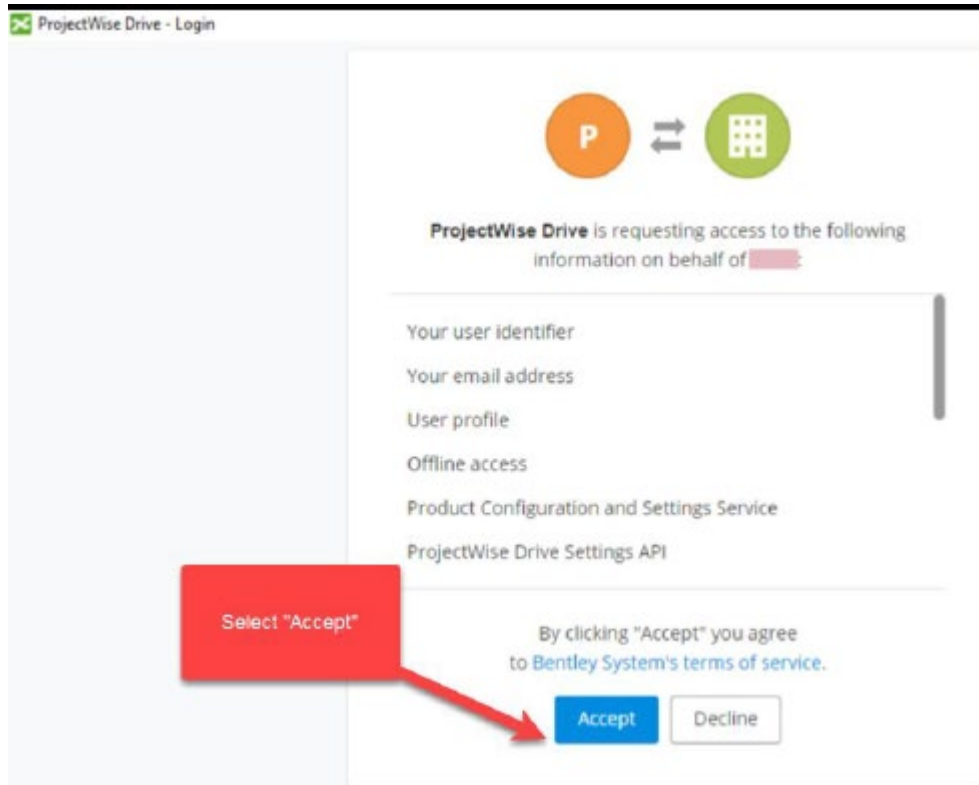 ProjectWise Drive - Login
P
ProjectWise Drive is requesting access to the following
information on behalf of :
Your user identifier
Your email address
User profile
Offline access
Product Configuration and Settings Service
ProjectWise Drive Settings API
Select "Accept"
By clicking "Accept" you agree
to Bentley System's terms of service.
Accept Decline